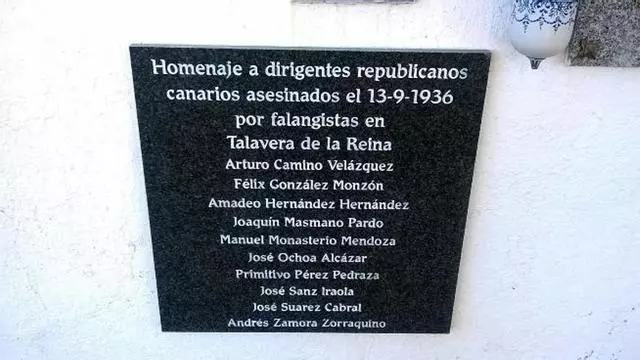 Homenaje a dirigentes republicanos
canarios asesinados el 13-9-1936
por falangistas en
Talavera de la Reina
Arturo Camino Velázquez
Félix González Monzón
Amadeo Hernández Hernández
Joaquín Masmano Pardo
Manuel Monasterio Mendoza
José Ochoa Alcázar
Primitivo Pérez Pedraza
José Sanz Iraola
José Suarez Cabral
Andrés Zamora Zorraquino